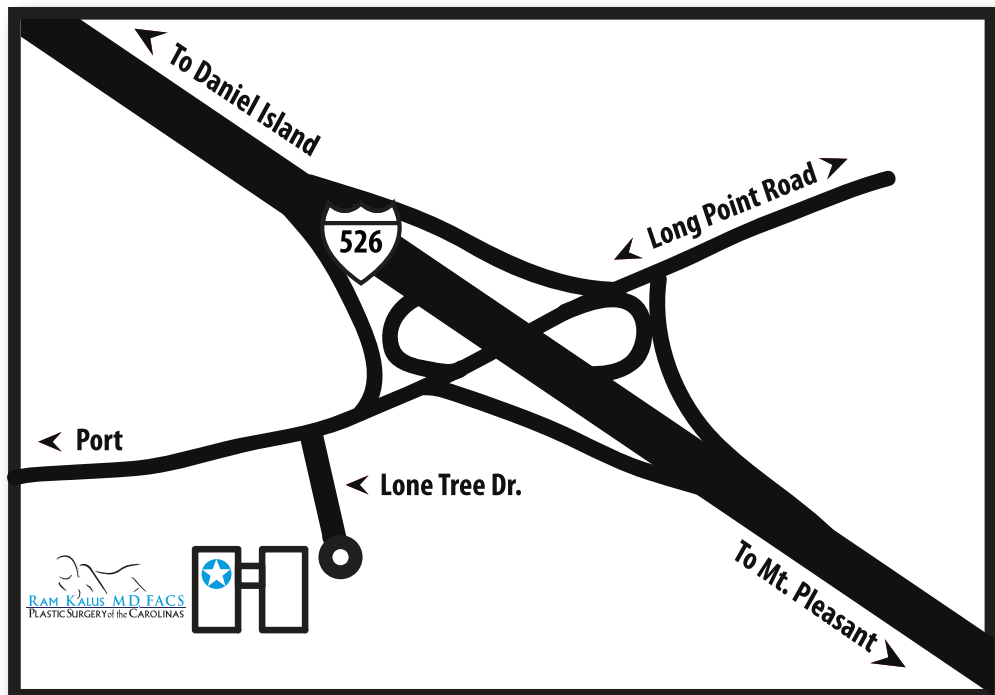 To Daniel Island
Long Point Road
526
Port
Lone Tree Dr.
To Mt. Pleasant
RAM KALUS MD FACS
PLASTIC SURGERY of the CAROLINAS